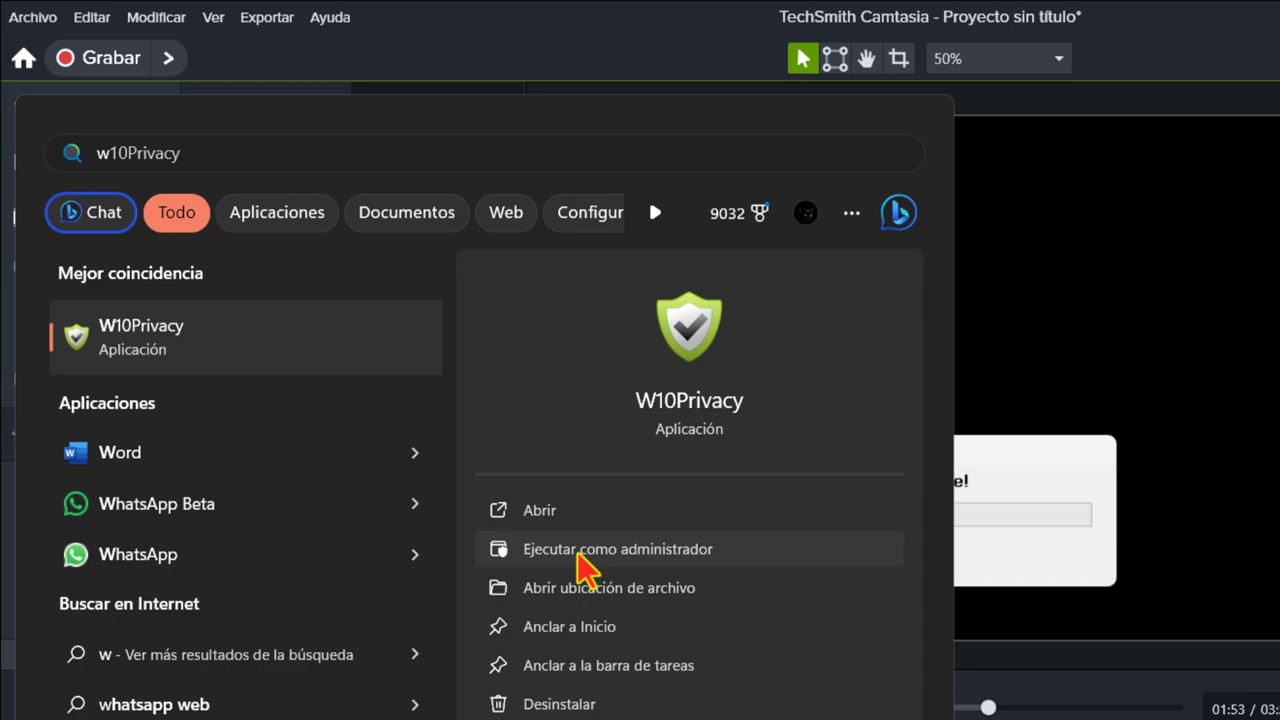 Archivo Editar Modificar Ver Exportar Ayuda
TechSmith Camtasia - Proyecto sin título*
Grabar
50%
w10Privacy
Chat Todo Aplicaciones Documentos Web Configur
9032
Mejor coincidencia
W10Privacy
Aplicación
Aplicaciones
Word
WhatsApp Beta
WhatsApp
Buscar en Internet
w - Ver más resultados de la búsqueda
whatsapp web
W10Privacy
Aplicación
Abrir
Ejecutar como administrador
Abrir ubicación de archivo
Anclar a Inicio
Anclar a la barra de tareas
Desinstalar
e!
01:53 / 03: